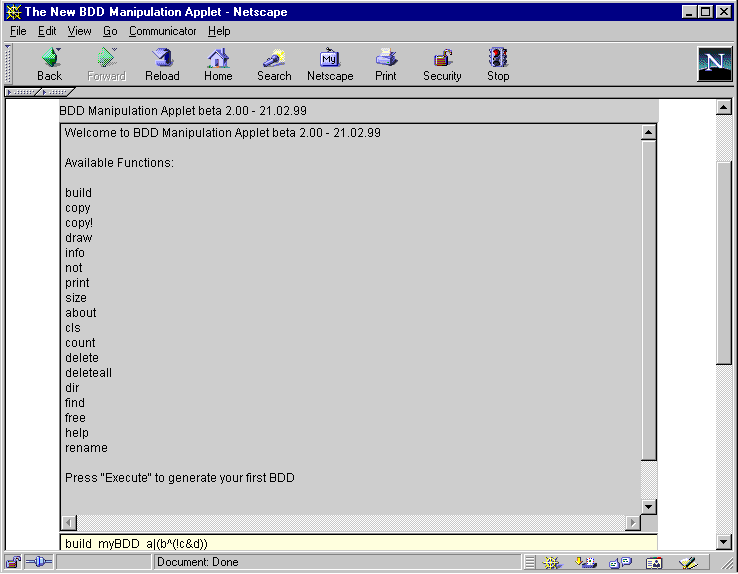 The New BDD Manipulation Applet - Netscape
File Edit View Go Communicator Help
Back Forward Reload Home Search Netscape Print Security Stop
BDD Manipulation Applet beta 2.00 - 21.02.99
Welcome to BDD Manipulation Applet beta 2.00 - 21.02.99
Available Functions:
build
copy
copy!
draw
info
not
print
size
about
cls
count
delete
deleteall
dir
find
free
help
rename
Press "Execute" to generate your first BDD
build myBDD a|(b^(!c&d))
Document: Done